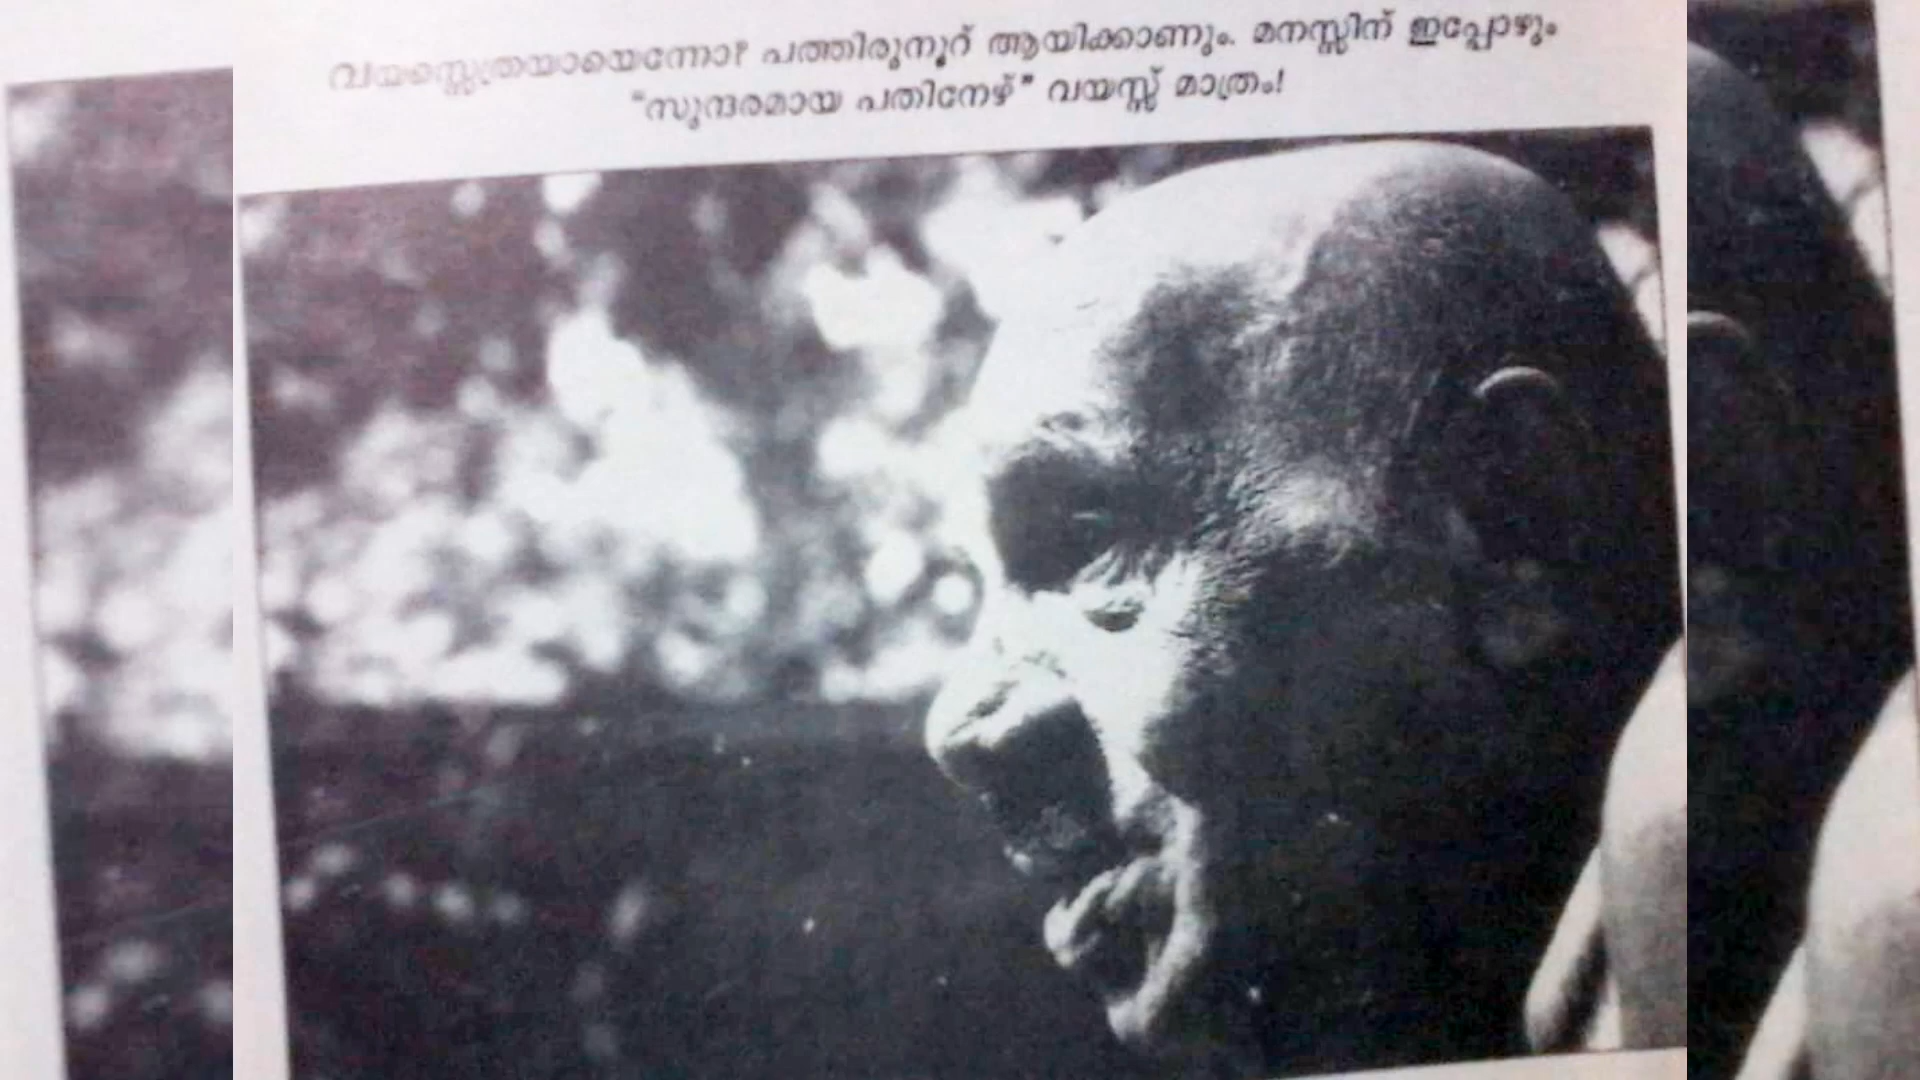 വയസ്സെത്രയായെന്നോ? പത്തിരുനൂറ് ആയിക്കാണും. മനസ്സിന് ഇപ്പോഴും
“സുന്ദരമായ പതിനേഴ്” വയസ്സ് മാത്രം!